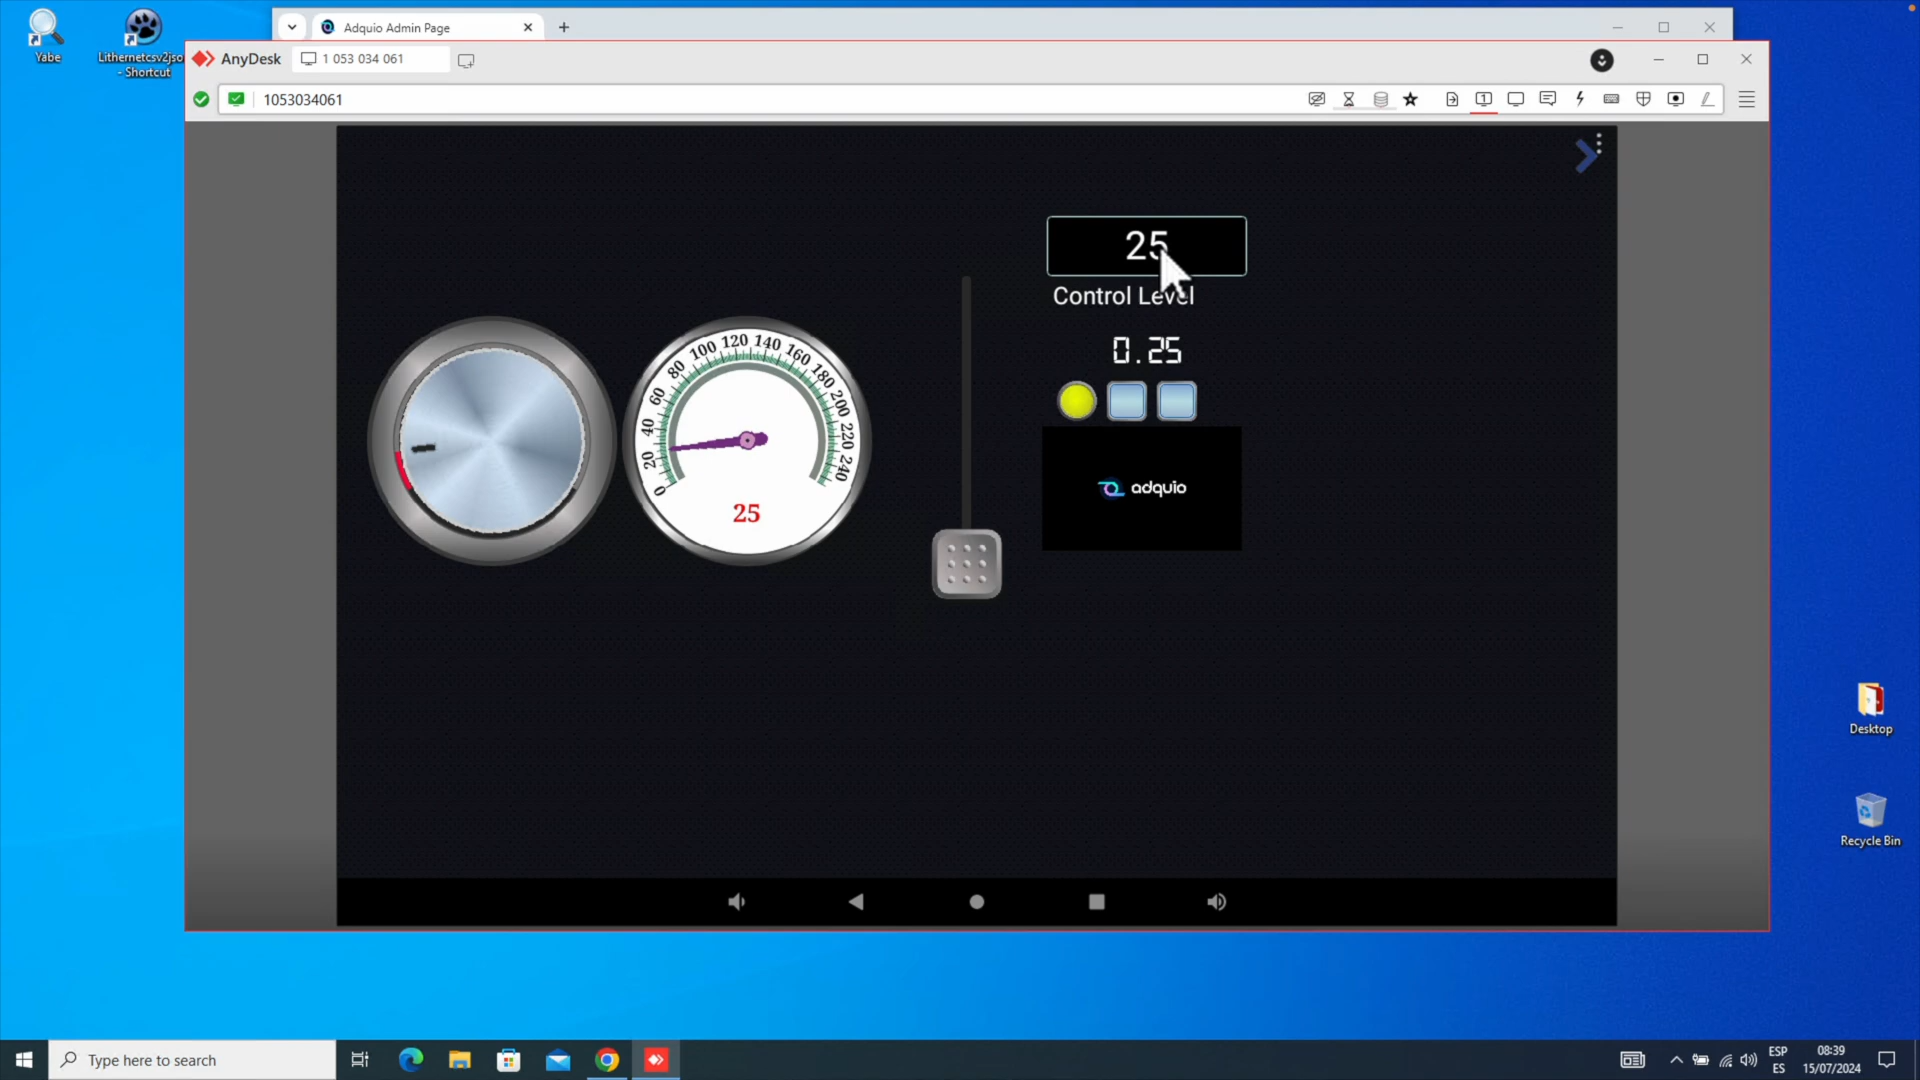 Adquio Admin Page
Yabe
Lithernetcsv2jso
- Shortcut
AnyDesk
1 053 034 061
1
1053034061
25
Control Level
0.25
0 20 40 60 80 100 120 140 160 180 200 220 240
25
adquio
Desktop
Recycle Bin
Type here to search
ESP
ES
08:39
15/07/2024